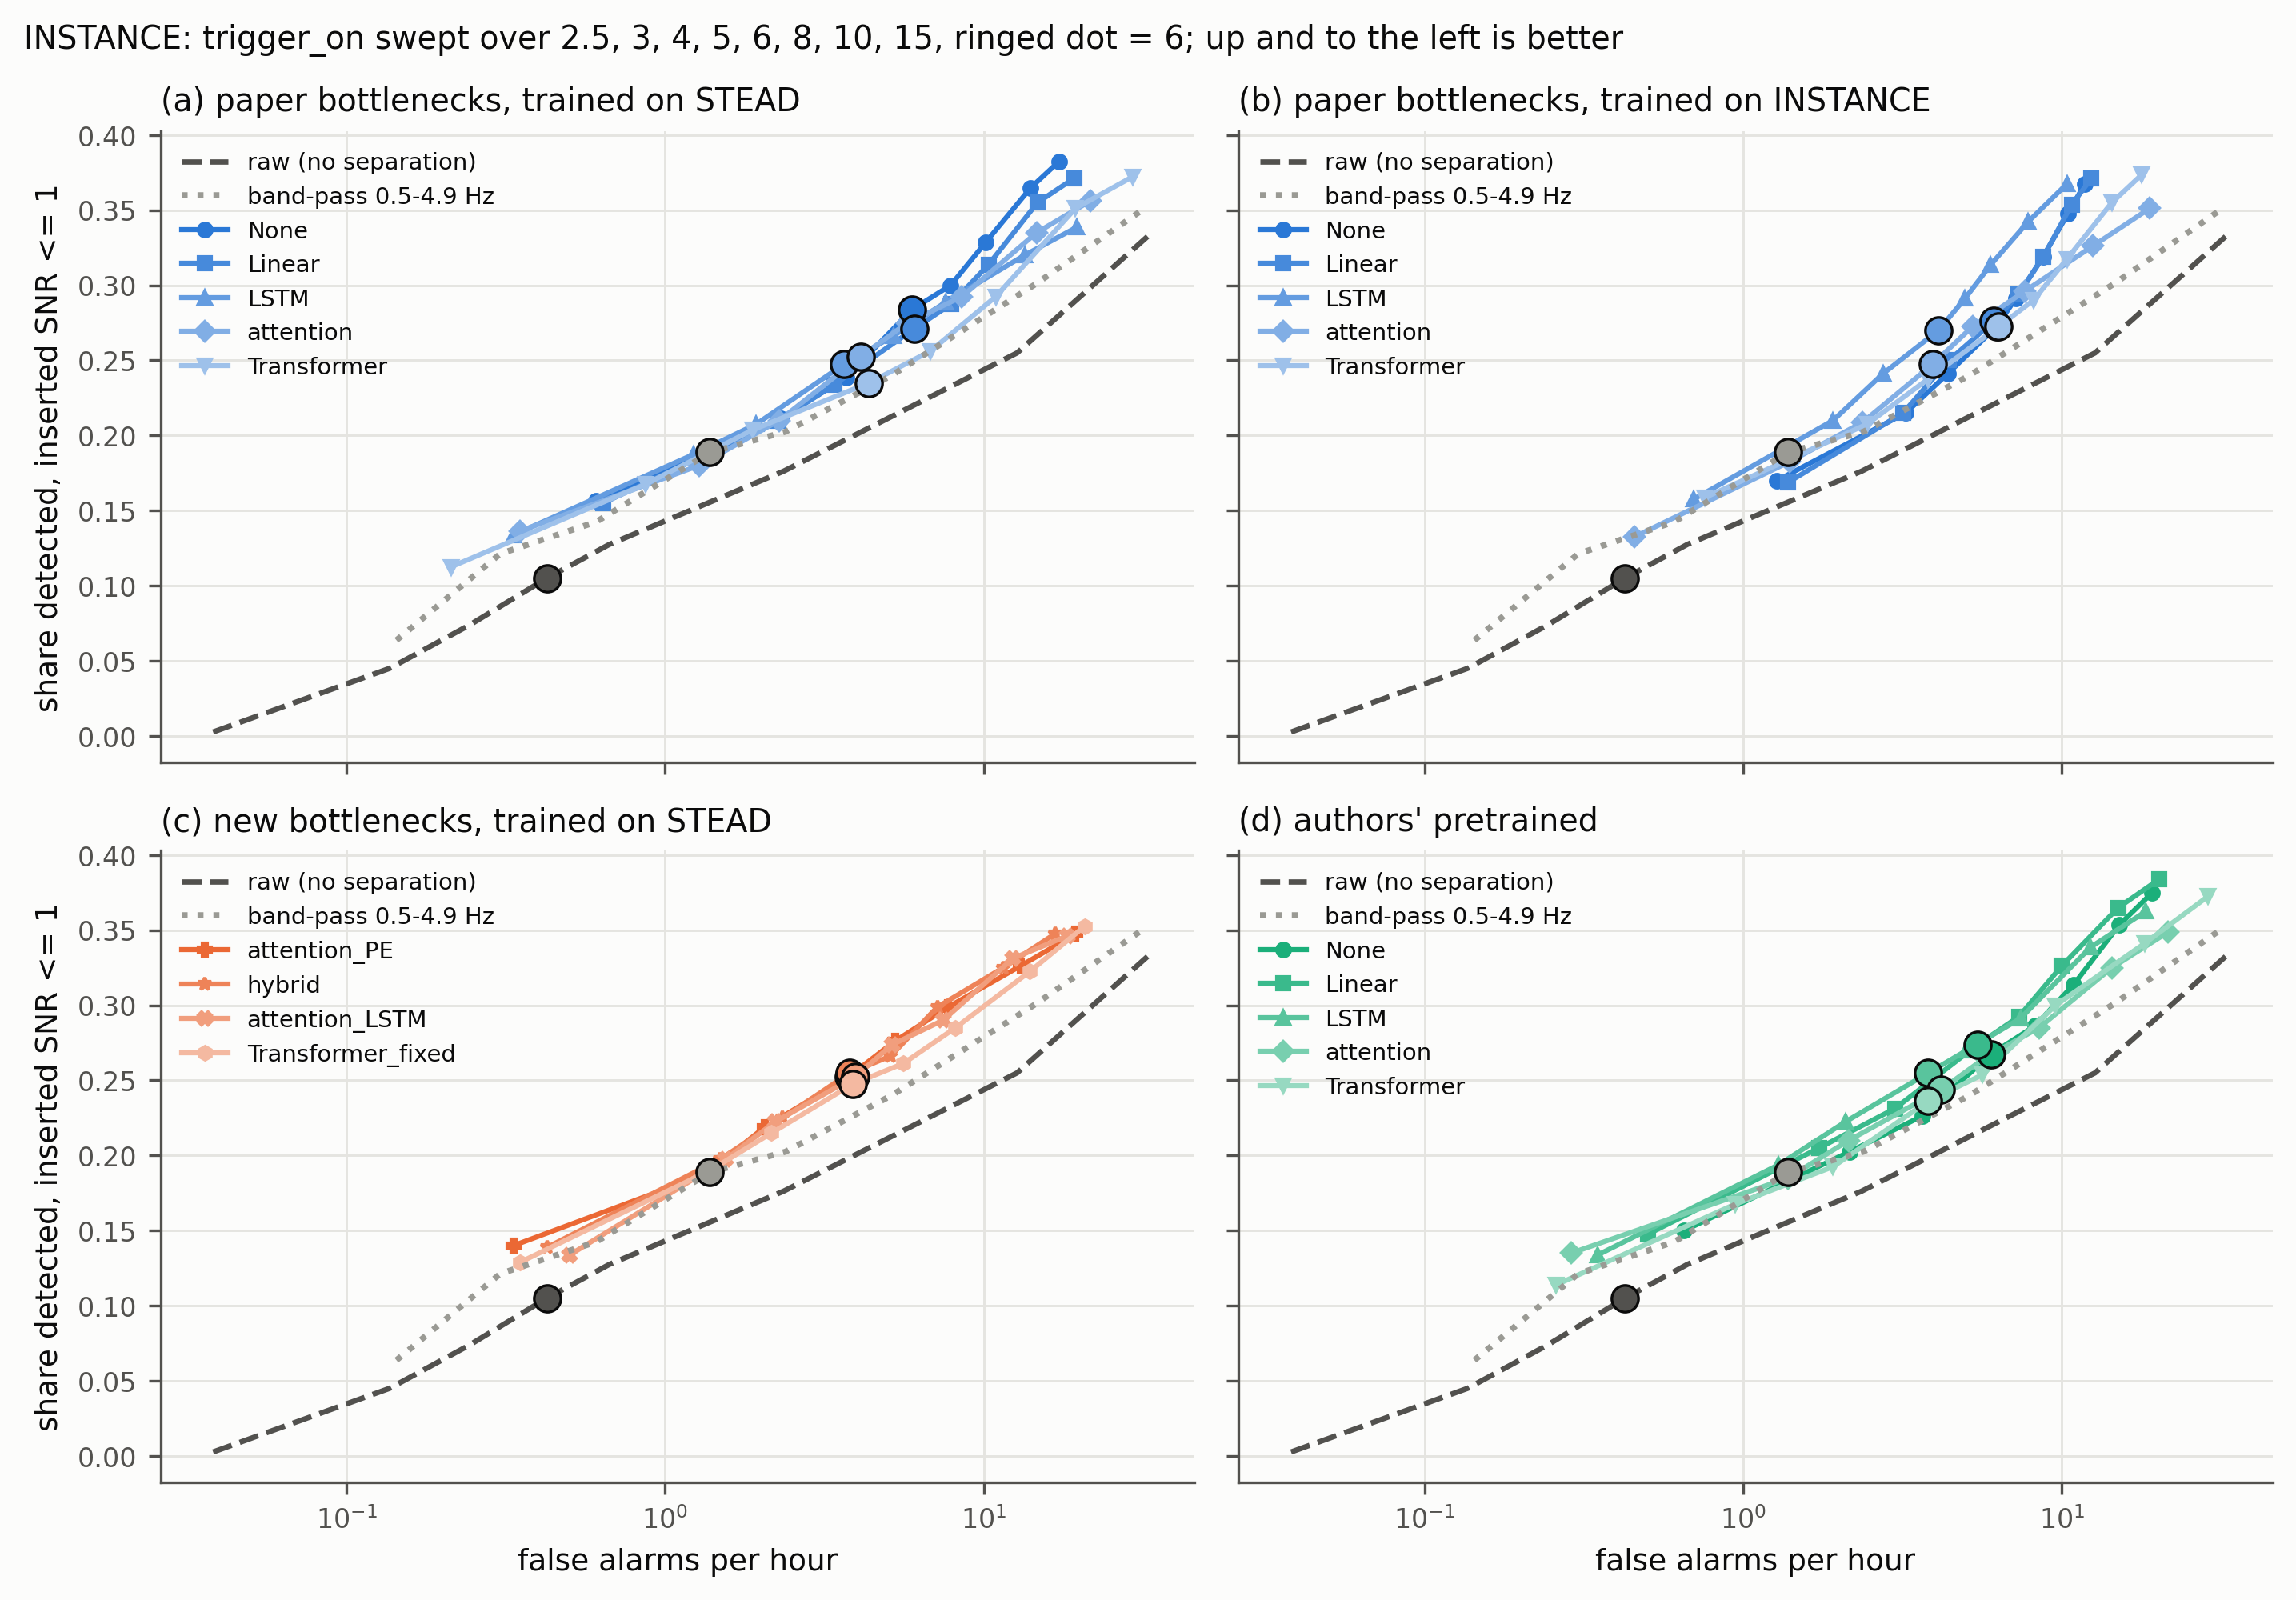 INSTANCE: trigger_on swept over 2.5, 3, 4, 5, 6, 8, 10, 15, ringed dot = 6; up and to the left is better
(a) paper bottlenecks, trained on STEAD
share detected, inserted SNR <= 1
0.40
0.35
0.30
0.25
0.20
0.15
0.10
0.05
0.00
raw (no separation)
band-pass 0.5-4.9 Hz
None
Linear
LSTM
attention
Transformer
(b) paper bottlenecks, trained on INSTANCE
raw (no separation)
band-pass 0.5-4.9 Hz
None
Linear
LSTM
attention
Transformer
(c) new bottlenecks, trained on STEAD
share detected, inserted SNR <= 1
0.40
0.35
0.30
0.25
0.20
0.15
0.10
0.05
0.00
raw (no separation)
band-pass 0.5-4.9 Hz
attention_PE
hybrid
attention_LSTM
Transformer_fixed
10⁻¹ 10⁰ 10¹
false alarms per hour
(d) authors' pretrained
raw (no separation)
band-pass 0.5-4.9 Hz
None
Linear
LSTM
attention
Transformer
10⁻¹ 10⁰ 10¹
false alarms per hour